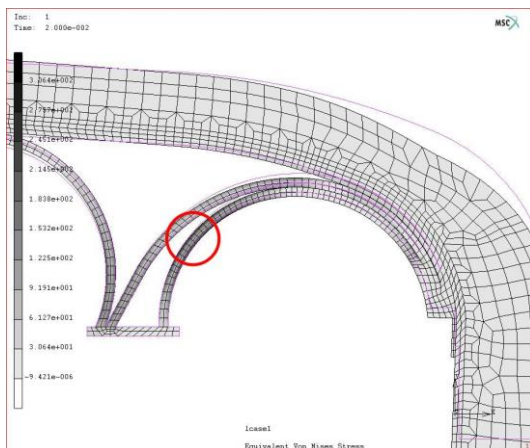 Inc: 1
Time: 2.000e-002
MSC
3.064e+002
2.757e+002
2.451e+002
2.145e+002
1.838e+002
1.532e+002
1.225e+002
9.191e+001
6.127e+001
3.064e+001
-9.421e-006
lcase1
Equivalent Von Mises Stress